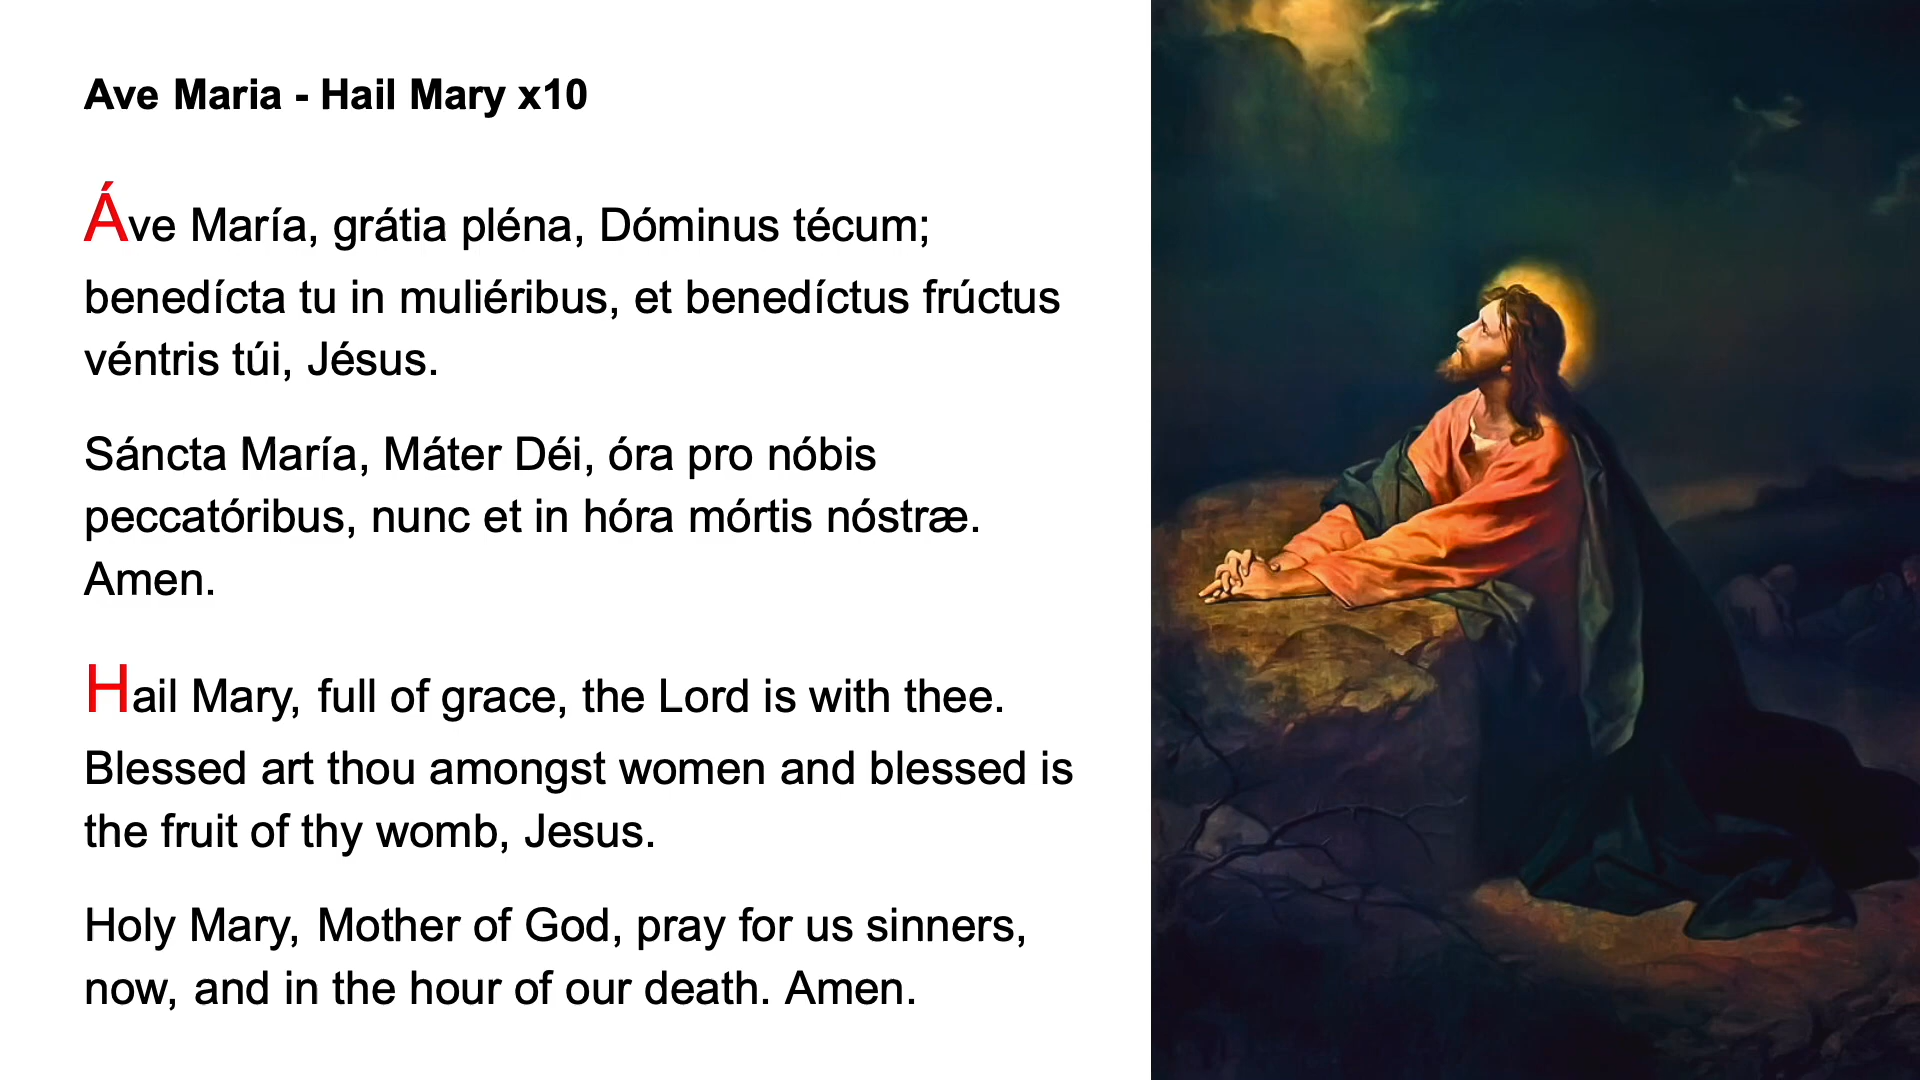 Ave Maria - Hail Mary x10
Áve María, grátia pléna, Dóminus técum;
benedícta tu in muliéribus, et benedíctus frúctus
véntris túi, Jésus.
Sáncta María, Máter Déi, óra pro nóbis
peccatóribus, nunc et in hóra mórtis nóstræ.
Amen.
Hail Mary, full of grace, the Lord is with thee.
Blessed art thou amongst women and blessed is
the fruit of thy womb, Jesus.
Holy Mary, Mother of God, pray for us sinners,
now, and in the hour of our death. Amen.